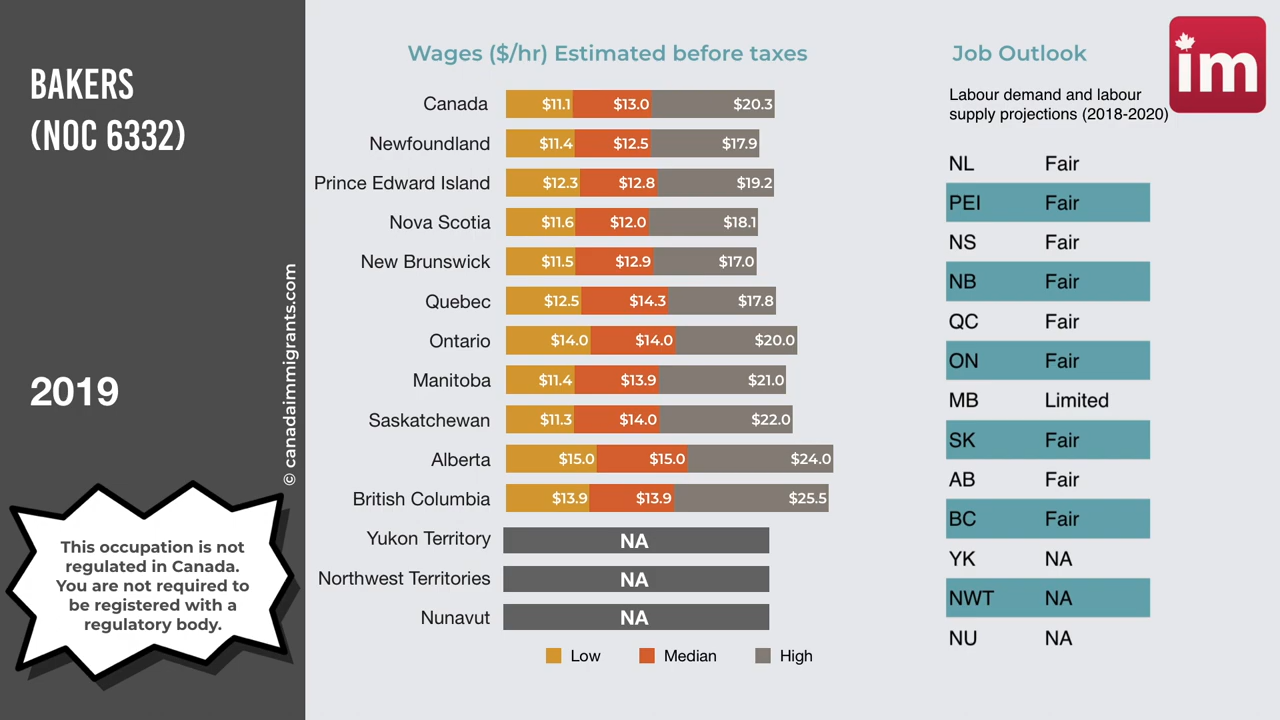 BAKERS
(NOC 6332)
2019
This occupation is not
regulated in Canada.
You are not required to
be registered with a
regulatory body.
© canadaimmigrants.com
Wages ($/hr) Estimated before taxes
Canada $11.1 $13.0 $20.3
Newfoundland $11.4 $12.5 $17.9
Prince Edward Island $12.3 $12.8 $19.2
Nova Scotia $11.6 $12.0 $18.1
New Brunswick $11.5 $12.9 $17.0
Quebec $12.5 $14.3 $17.8
Ontario $14.0 $14.0 $20.0
Manitoba $11.4 $13.9 $21.0
Saskatchewan $11.3 $14.0 $22.0
Alberta $15.0 $15.0 $24.0
British Columbia $13.9 $13.9 $25.5
Yukon Territory NA
Northwest Territories NA
Nunavut NA
Low Median High
Job Outlook
im
Labour demand and labour
supply projections (2018-2020)
NL Fair
PEI Fair
NS Fair
NB Fair
QC Fair
ON Fair
MB Limited
SK Fair
AB Fair
BC Fair
YK NA
NWT NA
NU NA